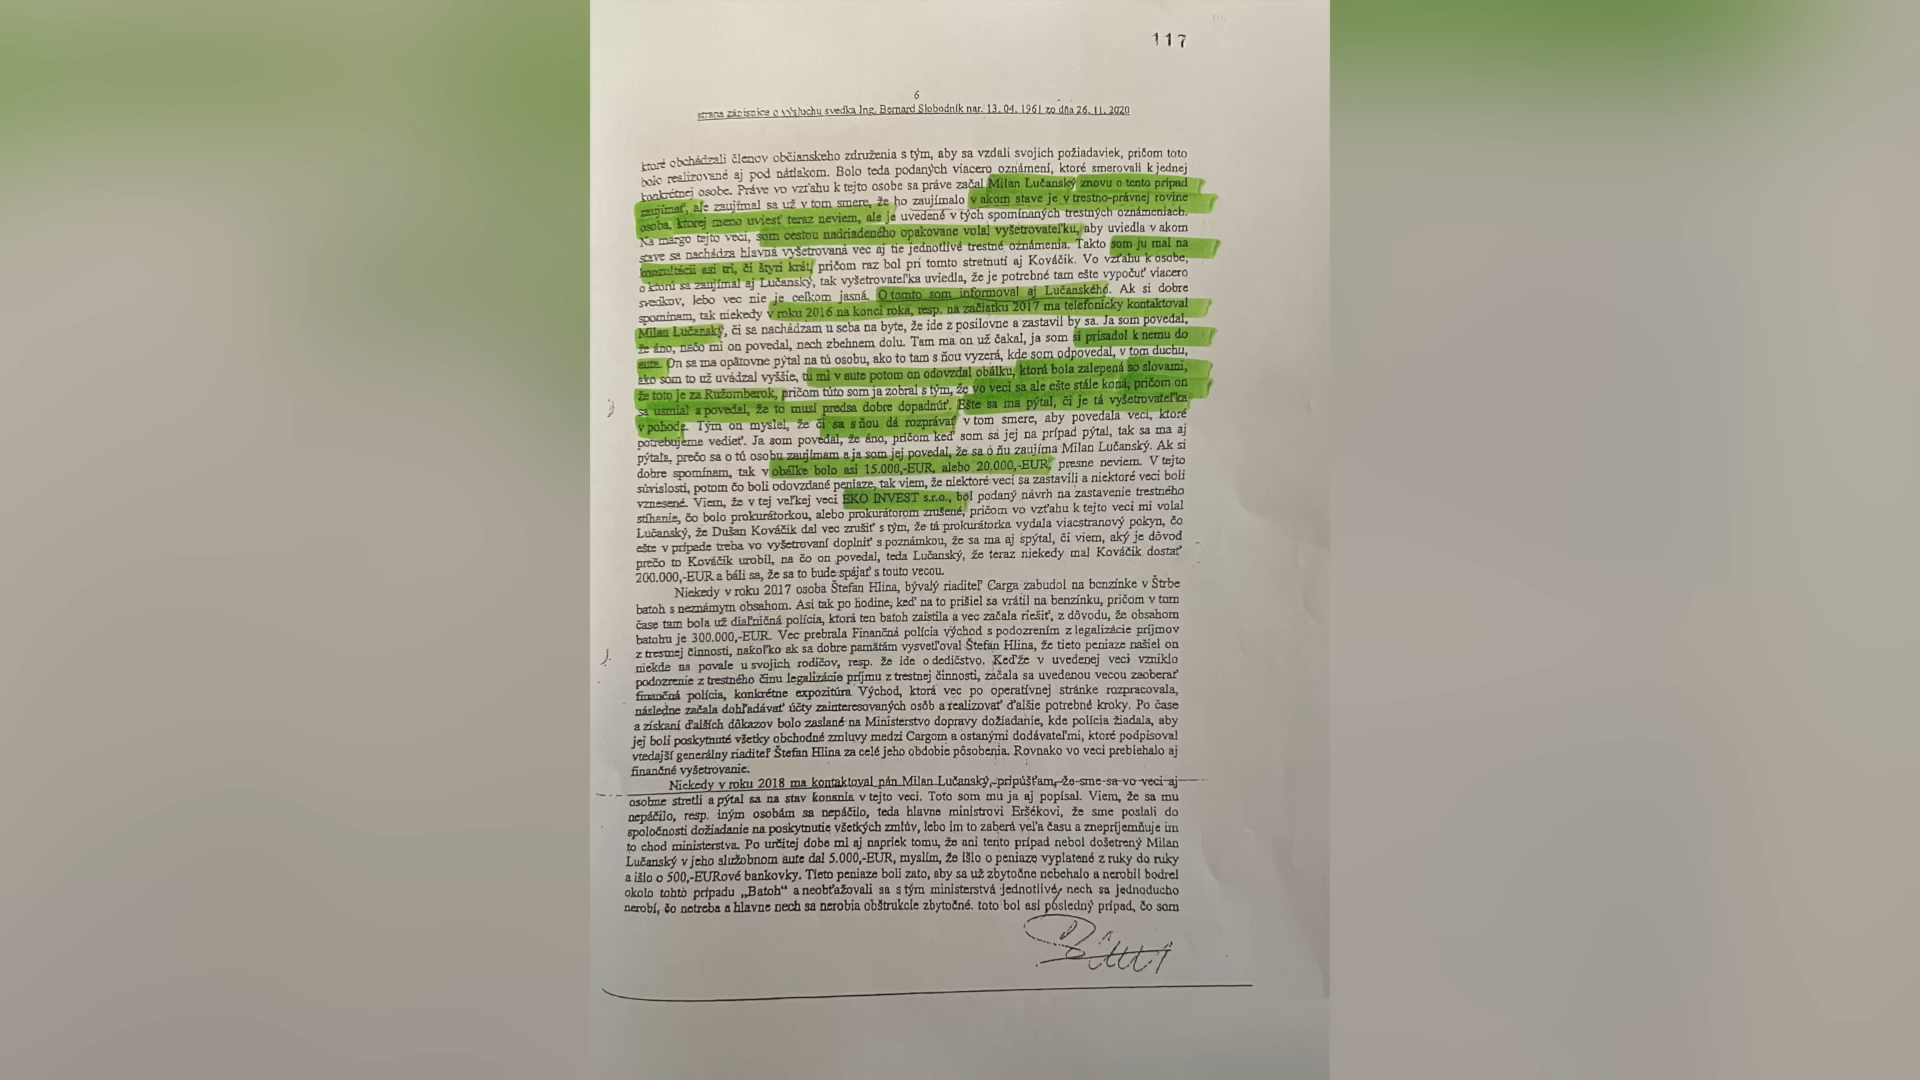 117
6
strana zápisnice o výsluchu svedka Ing. Bernard Slobodník nar. 13. 04. 1961 zo dňa 26. 11. 2020
ktoré obchádzali členov občianskeho združenia s tým, aby sa vzdali svojich požiadaviek, pričom toto
bolo realizované aj pod nátlakom. Bolo teda podaných viacero oznámení, ktoré smerovali k jednej
konkrétnej osobe. Práve vo vzťahu k tejto osobe sa práve začal Milan Lučanský znovu o tento prípad
zaujímať, ale zaujímal sa už v tom smere, že ho zaujímalo v akom stave je v trestno-právnej rovine
osoba, ktorej meno uviesť teraz neviem, ale je uvedené v tých spomínaných trestných oznámeniach.
Na margo tejto veci, som cestou nadriadeného opakovane volal vyšetrovateľku, aby uviedla v akom
stave sa nachádza hlavná vyšetrovaná vec aj tie jednotlivé trestné oznámenia. Takto som ju mal na
konzultácii asi tri, či štyri krát, pričom raz bol pri tomto stretnutí aj Kováčik. Vo vzťahu k osobe,
o ktorú sa zaujímal aj Lučanský, tak vyšetrovateľka uviedla, že je potrebné tam ešte vypočuť viacero
svedkov, lebo vec nie je celkom jasná. O tomto som informoval aj Lučanského. Ak si dobre
spomínam, tak niekedy v roku 2016 na konci roka, resp. na začiatku 2017 ma telefonicky kontaktoval
Milan Lučanský, či sa nachádzam u seba na byte, že ide z posilovne a zastavil by sa. Ja som povedal,
že áno, načo mi on povedal, nech zbehnem dolu. Tam ma on už čakal, ja som si prisadol k nemu do
auta. On sa ma opätovne pýtal na tú osobu, ako to tam s ňou vyzerá, kde som odpovedal, v tom duchu,
ako som to už uvádzal vyššie, tu mi v aute potom on odovzdal obálku, ktorá bola zalepená so slovami,
že toto je za Ružomberok, pričom túto som ja zobral s tým, že vo veci sa ale ešte stále koná, pričom on
sa usmial a povedal, že to musí predsa dobre dopadnúť. Ešte sa ma pýtal, či je tá vyšetrovateľka
v pohode. Tým on myslel, že či sa s ňou dá rozprávať v tom smere, aby povedala veci, ktoré
potrebujeme vedieť. Ja som povedal, že áno, pričom keď som sa jej na prípad pýtal, tak sa ma aj
pýtala, prečo sa o tú osobu zaujímam a ja som jej povedal, že sa o ňu zaujíma Milan Lučanský. Ak si
dobre spomínam, tak v obálke bolo asi 15.000,-EUR, alebo 20.000,-EUR, presne neviem. V tejto
súvislosti, potom čo boli odovzdané peniaze, tak viem, že niektoré veci sa zastavili a niektoré veci boli
vznesené. Viem, že v tej veľkej veci EKO INVEST s.r.o., bol podaný návrh na zastavenie trestného
stíhanie, čo bolo prokurátorkou, alebo prokurátorom zrušené, pričom vo vzťahu k tejto veci mi volal
Lučanský, že Dušan Kováčik dal vec zrušiť s tým, že tá prokurátorka vydala viacstranový pokyn, čo
ešte v prípade treba vo vyšetrovaní doplniť s poznámkou, že sa ma aj spýtal, či viem, aký je dôvod
prečo to Kováčik urobil, na čo on povedal, teda Lučanský, že teraz niekedy mal Kováčik dostať
200.000,-EUR a báli sa, že sa to bude spájať s touto vecou.
Niekedy v roku 2017 osoba Štefan Hlina, bývalý riaditeľ Carga zabudol na benzínke v Štrbe
batoh s neznámym obsahom. Asi tak po hodine, keď na to prišiel sa vrátil na benzínku, pričom v tom
čase tam bola už diaľničná polícia, ktorá ten batoh zaistila a vec začala riešiť, z dôvodu, že obsahom
batohu je 300.000,-EUR. Vec prebrala Finančná polícia východ s podozrením z legalizácie príjmov
z trestnej činnosti, nakoľko ak sa dobre pamätám vysvetľoval Štefan Hlina, že tieto peniaze našiel on
niekde na povale u svojich rodičov, resp. že ide o dedičstvo. Keďže v uvedenej veci vzniklo
podozrenie z trestného činu legalizácie príjmu z trestnej činnosti, začala sa uvedenou vecou zaoberať
finančná polícia, konkrétne expozitúra Východ, ktorá vec po operatívnej stránke rozpracovala,
následne začala dohľadávať účty zainteresovaných osôb a realizovať ďalšie potrebné kroky. Po čase
a získaní ďalších dôkazov bolo zaslané na Ministerstvo dopravy dožiadanie, kde polícia žiadala, aby
jej boli poskytnuté všetky obchodné zmluvy medzi Cargom a ostanými dodávateľmi, ktoré podpisoval
vtedajší generálny riaditeľ Štefan Hlina za celé jeho obdobie pôsobenia. Rovnako vo veci prebiehalo aj
finančné vyšetrovanie.
Niekedy v roku 2018 ma kontaktoval pán Milan Lučanský, pripúšťam, že sme sa vo veci aj
osobne stretli a pýtal sa na stav konania v tejto veci. Toto som mu ja aj popísal. Viem, že sa mu
nepáčilo, resp. iným osobám sa nepáčilo, teda hlavne ministrovi Eršékovi, že sme poslali do
spoločnosti dožiadanie na poskytnutie všetkých zmlúv, lebo im to zaberá veľa času a znepríjemňuje im
to chod ministerstva. Po určitej dobe mi aj napriek tomu, že ani tento prípad nebol došetrený Milan
Lučanský v jeho služobnom aute dal 5.000,-EUR, myslím, že išlo o peniaze vyplatené z ruky do ruky
a išlo o 500,-EURové bankovky. Tieto peniaze boli zato, aby sa už zbytočne nebehalo a nerobil bodrel
okolo tohto prípadu „Batoh“ a neobťažovali sa s tým ministerstvá jednotlivé, nech sa jednoducho
nerobí, čo netreba a hlavne nech sa nerobia obštrukcie zbytočné. toto bol asi posledný prípad, čo som